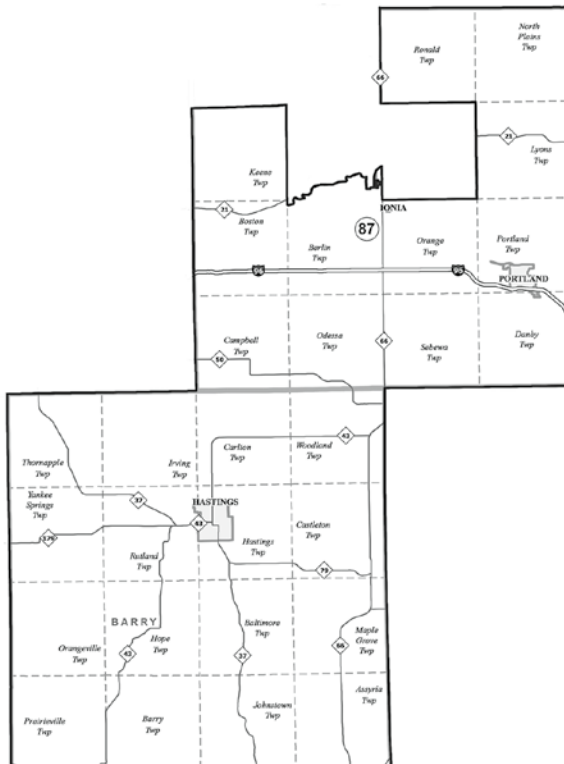 North
Plains
Twp
Ronald
Twp
66
21
Lyons
Twp
Keene
Twp
21
Boston
Twp
IONIA
87
Berlin
Twp
Orange
Twp
Portland
Twp
96
96
PORTLAND
Campbell
Twp
50
Odessa
Twp
66
Sebewa
Twp
Danby
Twp
Thornapple
Twp
Irving
Twp
Carlton
Twp
Woodland
Twp
43
Yankee
Springs
Twp
37
HASTINGS
43
179
Rutland
Twp
Hastings
Twp
Castleton
Twp
79
BARRY
Orangeville
Twp
Hope
Twp
43
Baltimore
Twp
37
66
Maple
Grove
Twp
Prairieville
Twp
Barry
Twp
Johnstown
Twp
Assyria
Twp